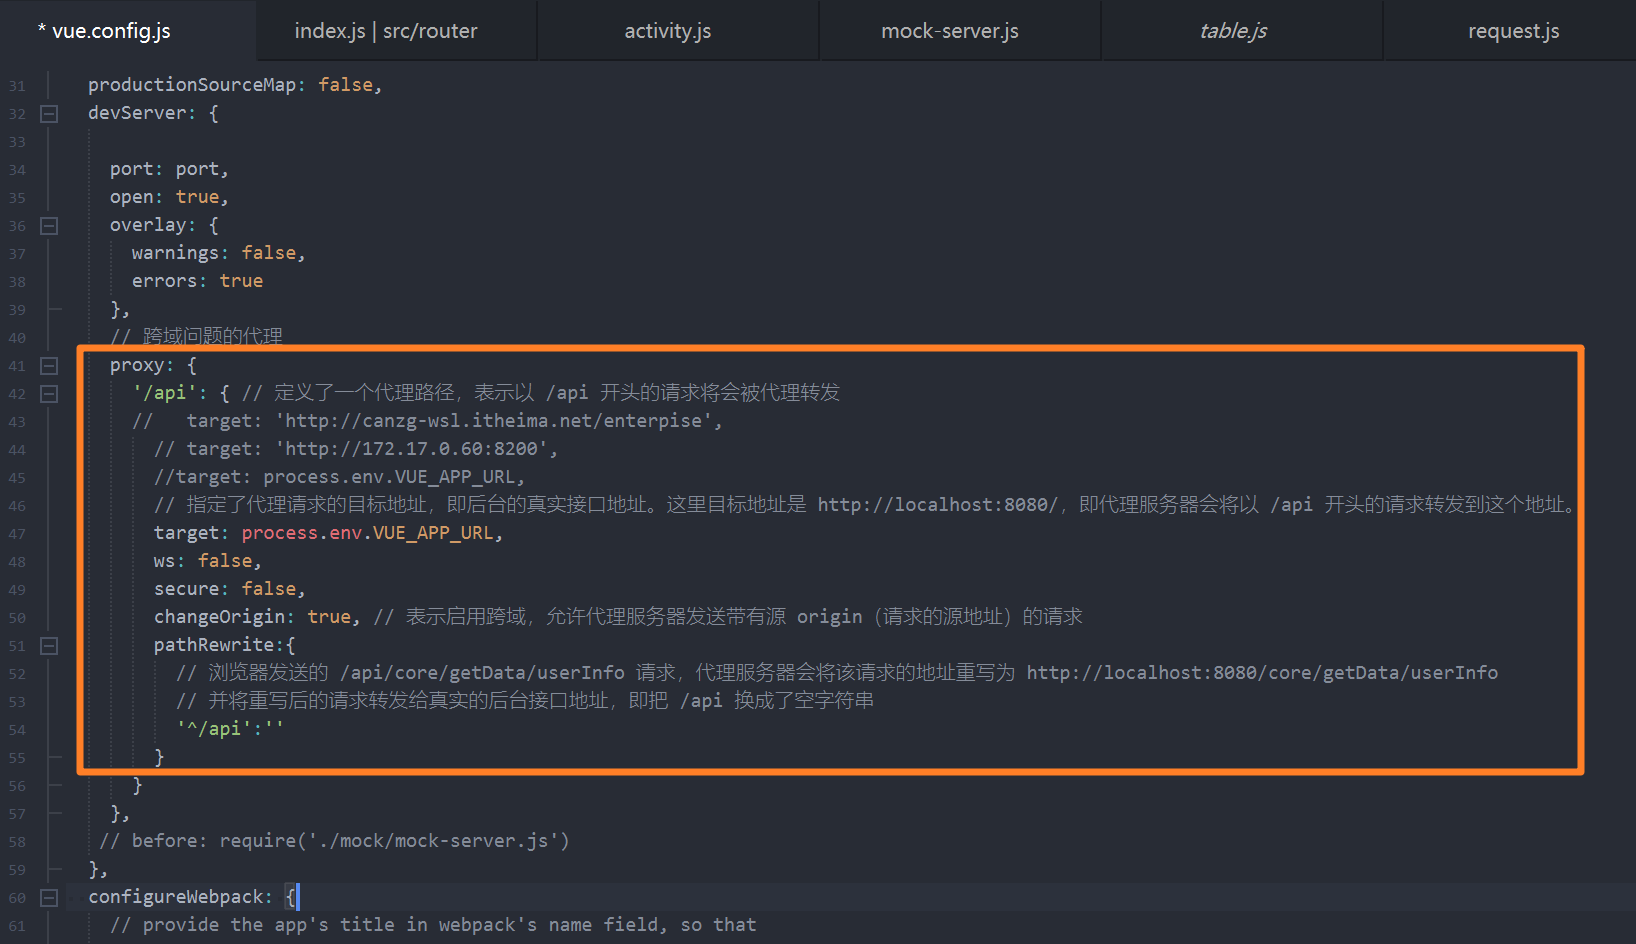 * vue.config.js
index.js | src/router
activity.js
mock-server.js
table.js
request.js
31 productionSourceMap: false,
32 devServer: {
33
34 port: port,
35 open: true,
36 overlay: {
37 warnings: false,
38 errors: true
39 },
40 // 跨域问题的代理
41 proxy: {
42 '/api': { // 定义了一个代理路径，表示以 /api 开头的请求将会被代理转发
43 //   target: 'http://canzg-wsl.itheima.net/enterpise',
44 // target: 'http://172.17.0.60:8200',
45 //target: process.env.VUE_APP_URL,
46 // 指定了代理请求的目标地址，即后台的真实接口地址。这里目标地址是 http://localhost:8080/，即代理服务器会将以 /api 开头的请求转发到这个地址。
47 target: process.env.VUE_APP_URL,
48 ws: false,
49 secure: false,
50 changeOrigin: true, // 表示启用跨域，允许代理服务器发送带有源 origin（请求的源地址）的请求
51 pathRewrite:{
52 // 浏览器发送的 /api/core/getData/userInfo 请求，代理服务器会将该请求的地址重写为 http://localhost:8080/core/getData/userInfo
53 // 并将重写后的请求转发给真实的后台接口地址，即把 /api 换成了空字符串
54 '^/api':''
55 }
56 }
57 },
58 // before: require('./mock/mock-server.js')
59 },
60 configureWebpack: {
61 // provide the app's title in webpack's name field, so that